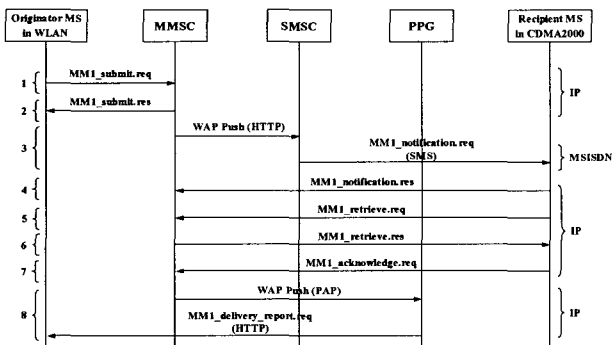 Originator MS
in WLAN
MMSC
SMSC
PPG
Recipient MS
in CDMA2000
1
MM1_submit.req
IP
2
MM1_submit.res
3
WAP Push (HTTP)
MM1_notification.req
(SMS)
MSISDN
4
MM1_notification.res
5
MM1_retrieve.req
IP
6
MM1_retrieve.res
7
MM1_acknowledge.req
8
WAP Push (PAP)
IP
MM1_delivery_report.req
(HTTP)